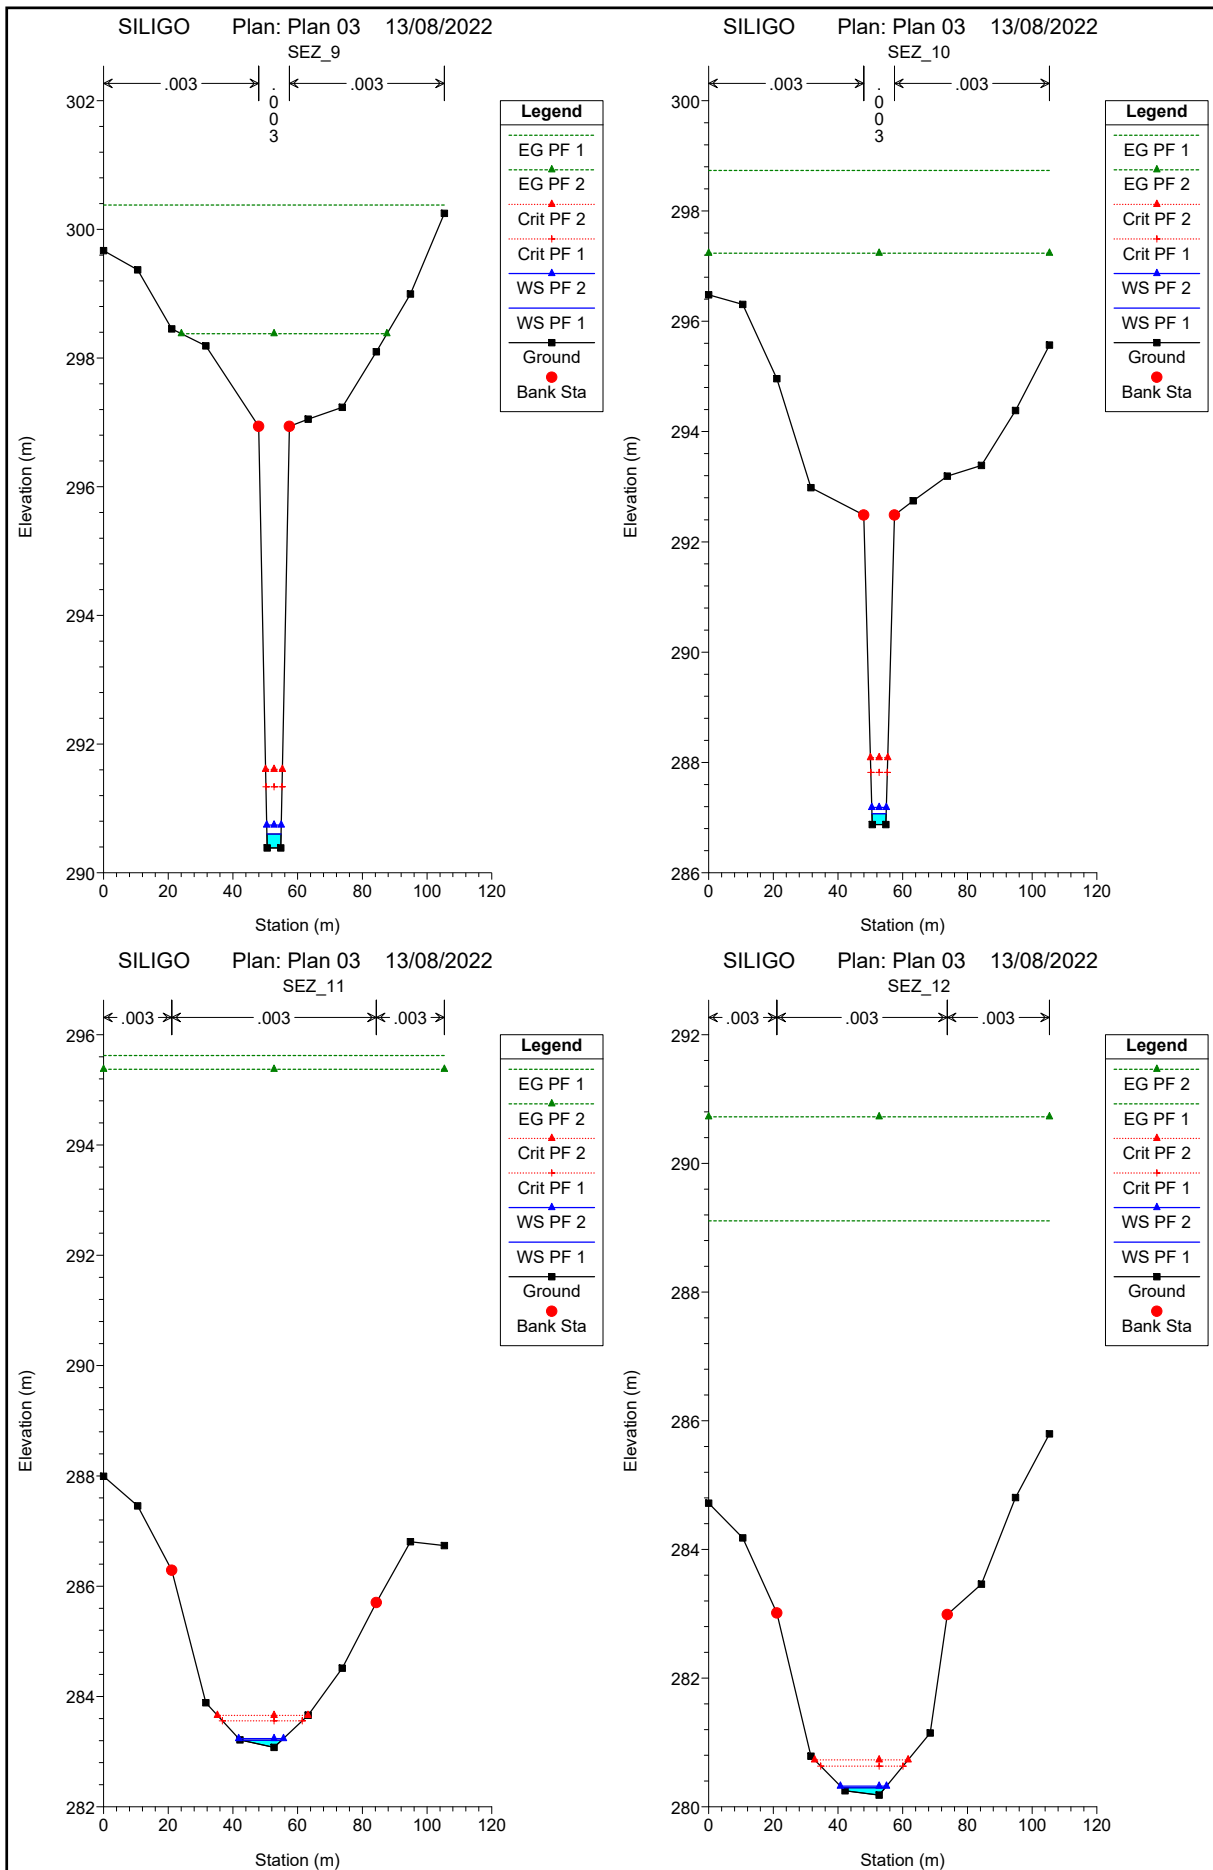 SILIGO Plan: Plan 03 13/08/2022
SEZ_9
.003 .003 .003
Legend
EG PF 1
EG PF 2
Crit PF 2
Crit PF 1
WS PF 2
WS PF 1
Ground
Bank Sta
302
300
298
296
294
292
290
Elevation (m)
0 20 40 60 80 100 120
Station (m)
SILIGO Plan: Plan 03 13/08/2022
SEZ_10
.003 .003 .003
Legend
EG PF 1
EG PF 2
Crit PF 2
Crit PF 1
WS PF 2
WS PF 1
Ground
Bank Sta
300
298
296
294
292
290
288
286
Elevation (m)
0 20 40 60 80 100 120
Station (m)
SILIGO Plan: Plan 03 13/08/2022
SEZ_11
.003 .003 .003
Legend
EG PF 1
EG PF 2
Crit PF 2
Crit PF 1
WS PF 2
WS PF 1
Ground
Bank Sta
296
294
292
290
288
286
284
282
Elevation (m)
0 20 40 60 80 100 120
Station (m)
SILIGO Plan: Plan 03 13/08/2022
SEZ_12
.003 .003 .003
Legend
EG PF 2
EG PF 1
Crit PF 2
Crit PF 1
WS PF 2
WS PF 1
Ground
Bank Sta
292
290
288
286
284
282
280
Elevation (m)
0 20 40 60 80 100 120
Station (m)